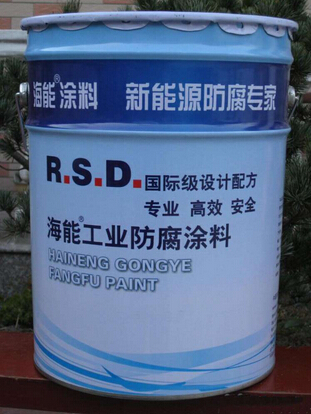 海能®涂料 新能源防腐专家
R.S.D.国际级设计配方
专业 高效 安全
海能®工业防腐涂料
HAINENG GONGYE
FANGFU PAINT